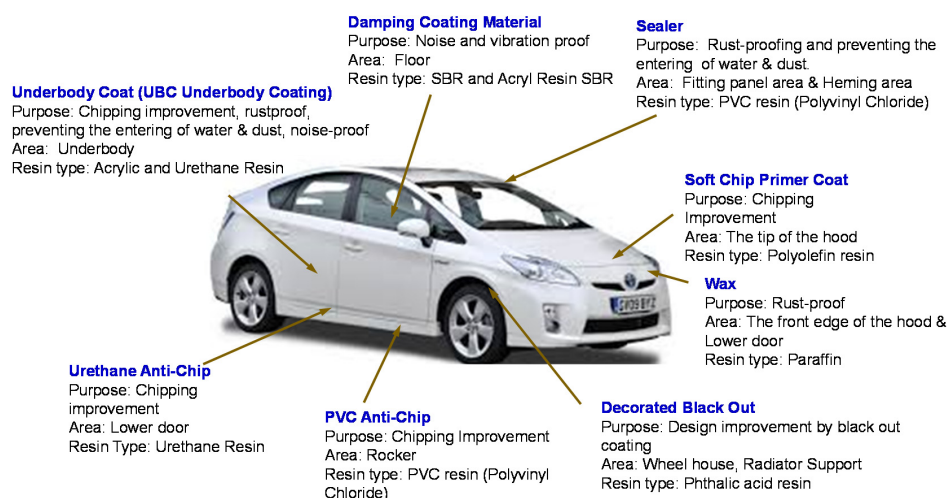 Damping Coating Material
Purpose: Noise and vibration proof
Area: Floor
Resin type: SBR and Acryl Resin SBR
Sealer
Purpose: Rust-proofing and preventing the
entering of water & dust.
Area: Fitting panel area & Heming area
Resin type: PVC resin (Polyvinyl Chloride)
Underbody Coat (UBC Underbody Coating)
Purpose: Chipping improvement, rustproof,
preventing the entering of water & dust, noise-proof
Area: Underbody
Resin type: Acrylic and Urethane Resin
Soft Chip Primer Coat
Purpose: Chipping
Improvement
Area: The tip of the hood
Resin type: Polyolefin resin
Wax
Purpose: Rust-proof
Area: The front edge of the hood &
Lower door
Resin type: Paraffin
Urethane Anti-Chip
Purpose: Chipping
improvement
Area: Lower door
Resin Type: Urethane Resin
PVC Anti-Chip
Purpose: Chipping Improvement
Area: Rocker
Resin type: PVC resin (Polyvinyl
Chloride)
Decorated Black Out
Purpose: Design improvement by black out
coating
Area: Wheel house, Radiator Support
Resin type: Phthalic acid resin